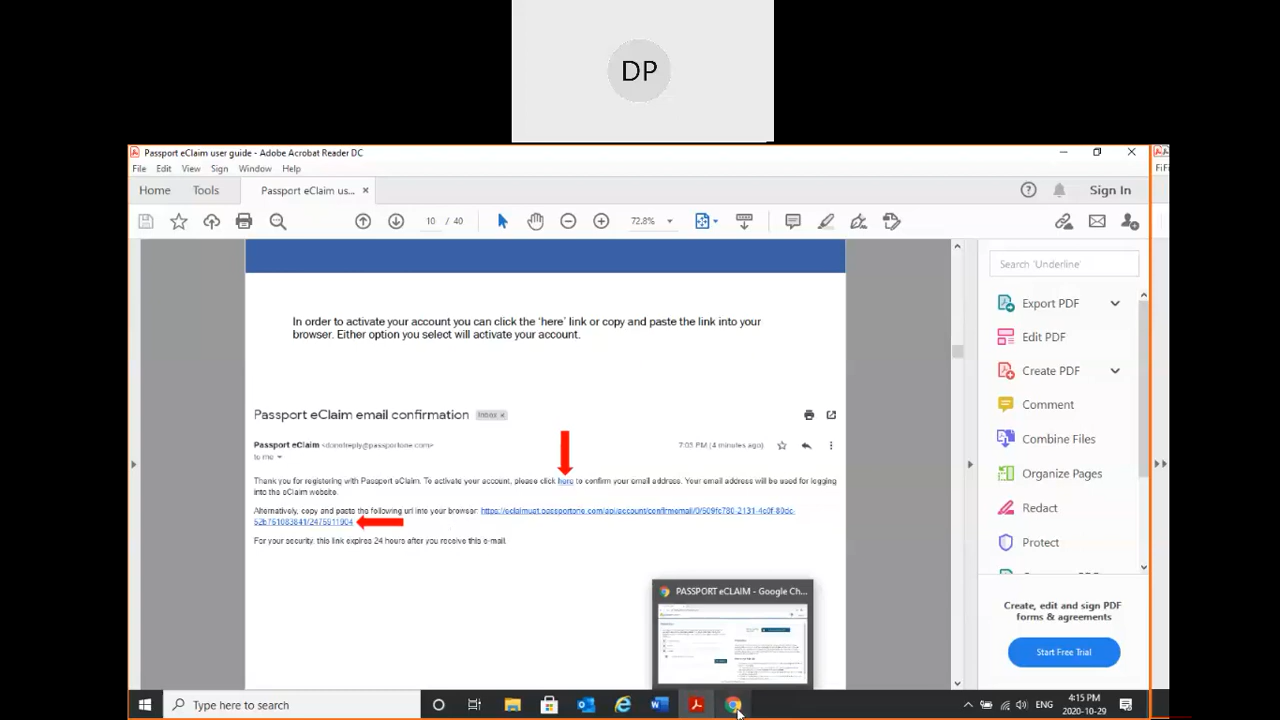 DP
Passport eClaim user guide - Adobe Acrobat Reader DC
File Edit View Sign Window Help
FiFi
Home Tools Passport eClaim us... × Sign In
10 / 40 72.8%
Search 'Underline'
Export PDF
Edit PDF
Create PDF
Comment
Combine Files
Organize Pages
Redact
Protect
Create, edit and sign PDF
forms & agreements
Start Free Trial
In order to activate your account you can click the ‘here’ link or copy and paste the link into your
browser. Either option you select will activate your account.
Passport eClaim email confirmation Inbox x
Passport eClaim <donotreply@passportone.com> 7:03 PM (4 minutes ago)
to me
Thank you for registering with Passport eClaim. To activate your account, please click here to confirm your email address. Your email address will be used for logging
into the eClaim website.
Alternatively, copy and paste the following url into your browser:
For your security, this link expires 24 hours after you receive this e-mail.
PASSPORT eCLAIM - Google Ch...
Type here to search
ENG
4:15 PM
2020-10-29